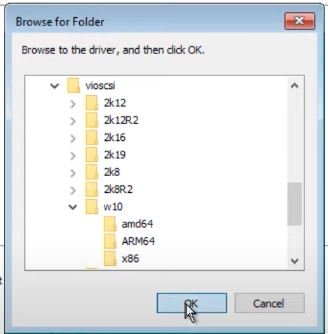 Browse for Folder
Browse to the driver, and then click OK.
vioscsi
2k12
2k12R2
2k16
2k19
2k8
2k8R2
w10
amd64
ARM64
x86
OK
Cancel
t